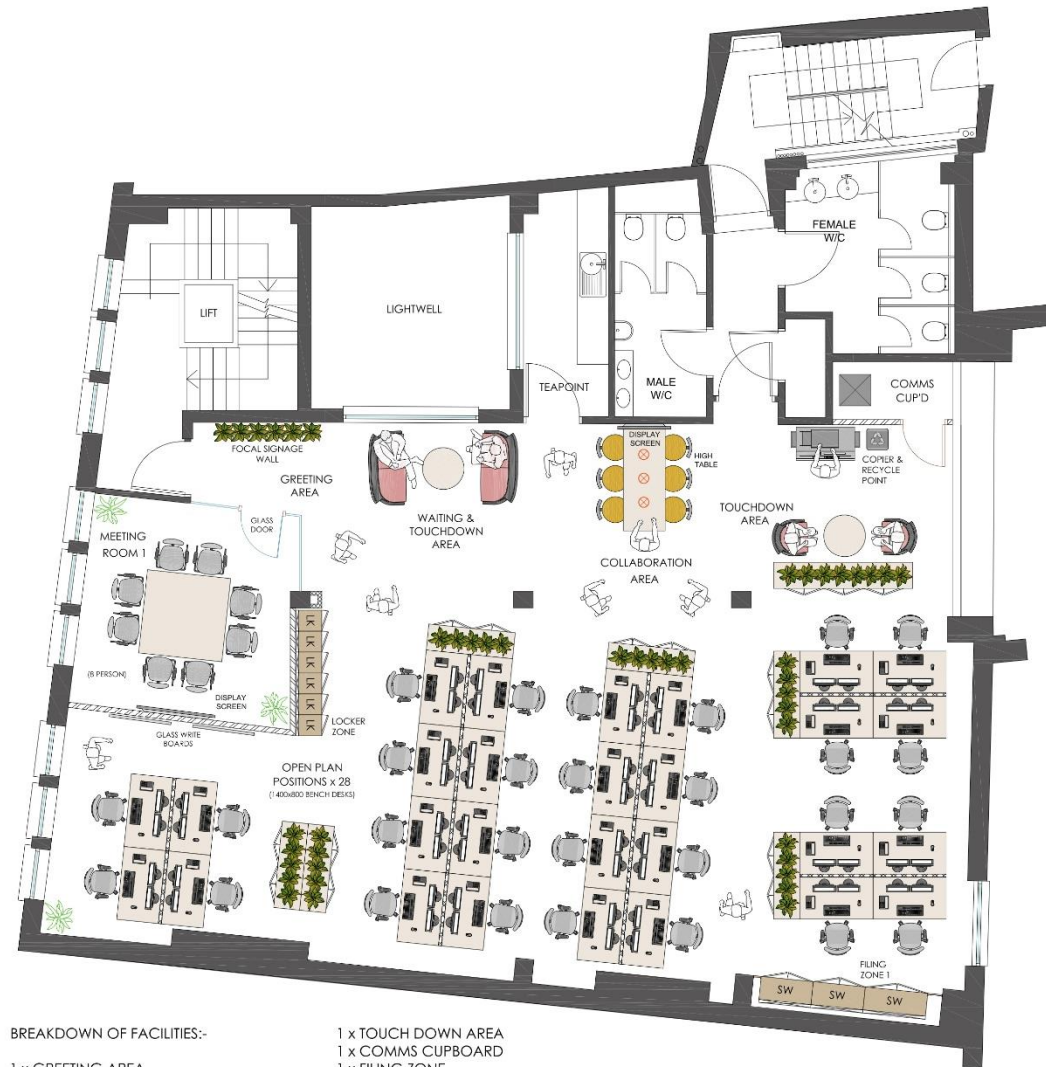 FEMALE
W/C
LIFT
LIGHTWELL
TEAPOINT
MALE
W/C
COMMS
CUP'D
DISPLAY
SCREEN
HIGH
TABLE
COPIER &
RECYCLE
POINT
FOCAL SIGNAGE
WALL
GREETING
AREA
WAITING &
TOUCHDOWN
AREA
TOUCHDOWN
AREA
COLLABORATION
AREA
GLASS
DOOR
MEETING
ROOM 1
(8 PERSON)
DISPLAY
SCREEN
LK
LK
LK
LK
LK
LK
LOCKER
ZONE
GLASS WRITE
BOARDS
OPEN PLAN
POSITIONS x 28
(1400x800 BENCH DESKS)
FILING
ZONE 1
SW
SW
SW
BREAKDOWN OF FACILITIES:-
1 x GREETING AREA
1 x TOUCH DOWN AREA
1 x COMMS CUPBOARD
1 x FILING ZONE